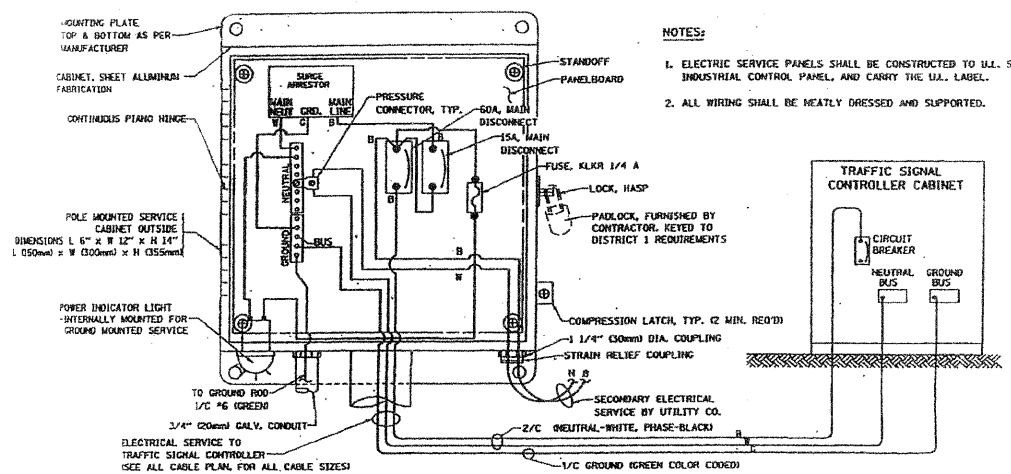 MOUNTING PLATE
TOP & BOTTOM AS PER
MANUFACTURER
CABINET, SHEET ALUMINUM
FABRICATION
CONTINUOUS PIANO HINGE
POLE MOUNTED SERVICE
CABINET OUTSIDE
DIMENSIONS L 6" x W 12" x H 14"
L (150mm) x W (300mm) x H (355mm)
POWER INDICATOR LIGHT
-INTERNALLY MOUNTED FOR
GROUND MOUNTED SERVICE
SURGE
ARRESTOR
MAIN
NEUT
GRD.
MAIN
LINE
W
G
B
PRESSURE
CONNECTOR, TYP.
NEUTRAL
GROUND
BUS
B
B
B
B
W
STANDOFF
PANELBOARD
60A, MAIN
DISCONNECT
15A, MAIN
DISCONNECT
FUSE, KLKR 1/4 A
LOCK, HASP
PADLOCK, FURNISHED BY
CONTRACTOR. KEYED TO
DISTRICT 1 REQUIREMENTS
COMPRESSION LATCH, TYP. (2 MIN. REQ'D)
1 1/4" (30mm) DIA. COUPLING
STRAIN RELIEF COUPLING
N B
SECONDARY ELECTRICAL
SERVICE BY UTILITY CO.
TO GROUND ROD
1/C #6 (GREEN)
3/4" (20mm) GALV. CONDUIT
ELECTRICAL SERVICE TO
TRAFFIC SIGNAL CONTROLLER
(SEE ALL CABLE PLAN, FOR ALL CABLE SIZES)
2/C (NEUTRAL-WHITE, PHASE-BLACK)
1/C GROUND (GREEN COLOR CODED)
B
W
G
NOTES:
1. ELECTRIC SERVICE PANELS SHALL BE CONSTRUCTED TO U.L. S
INDUSTRIAL CONTROL PANEL, AND CARRY THE U.L. LABEL.
2. ALL WIRING SHALL BE NEATLY DRESSED AND SUPPORTED.
TRAFFIC SIGNAL
CONTROLLER CABINET
CIRCUIT
BREAKER
NEUTRAL
BUS
GROUND
BUS